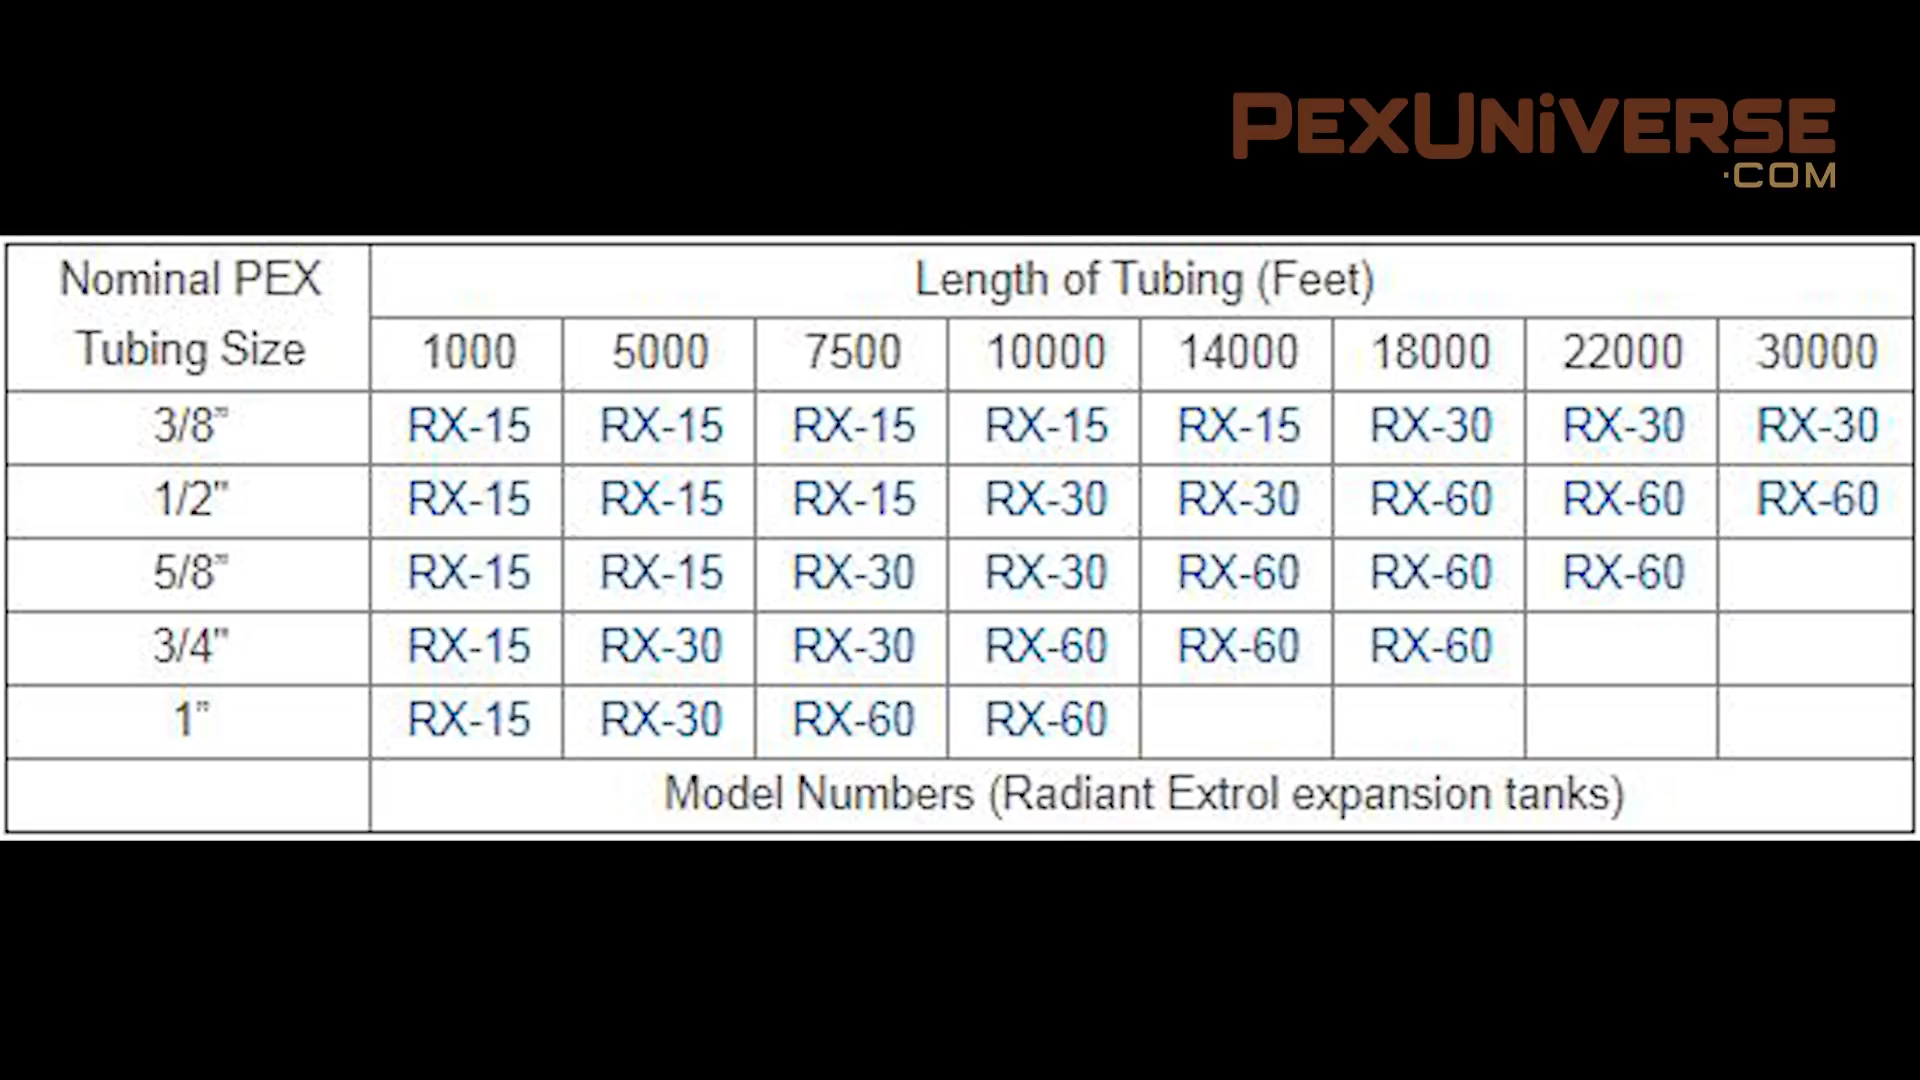 PEXUNiVERSE
.COM
Nominal PEX
Tubing Size
Length of Tubing (Feet)
1000 5000 7500 10000 14000 18000 22000 30000
3/8" RX-15 RX-15 RX-15 RX-15 RX-15 RX-30 RX-30 RX-30
1/2" RX-15 RX-15 RX-15 RX-30 RX-30 RX-60 RX-60 RX-60
5/8" RX-15 RX-15 RX-30 RX-30 RX-60 RX-60 RX-60
3/4" RX-15 RX-30 RX-30 RX-60 RX-60 RX-60
1" RX-15 RX-30 RX-60 RX-60
Model Numbers (Radiant Extrol expansion tanks)